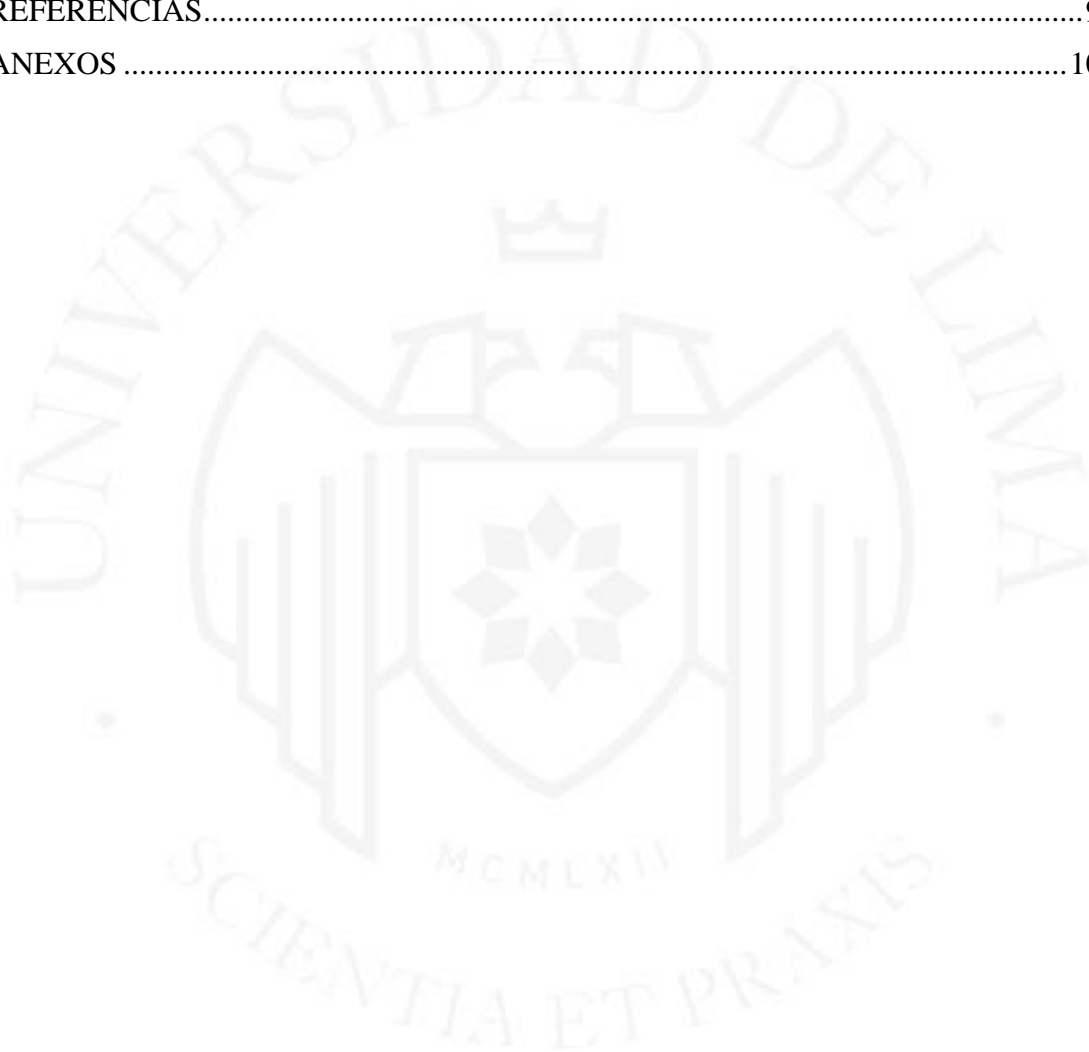 REFERENCIAS
ANEXOS
UNIVERSIDAD DE LIMA
MCMLXII
SCIENTIA ET PRAXIS